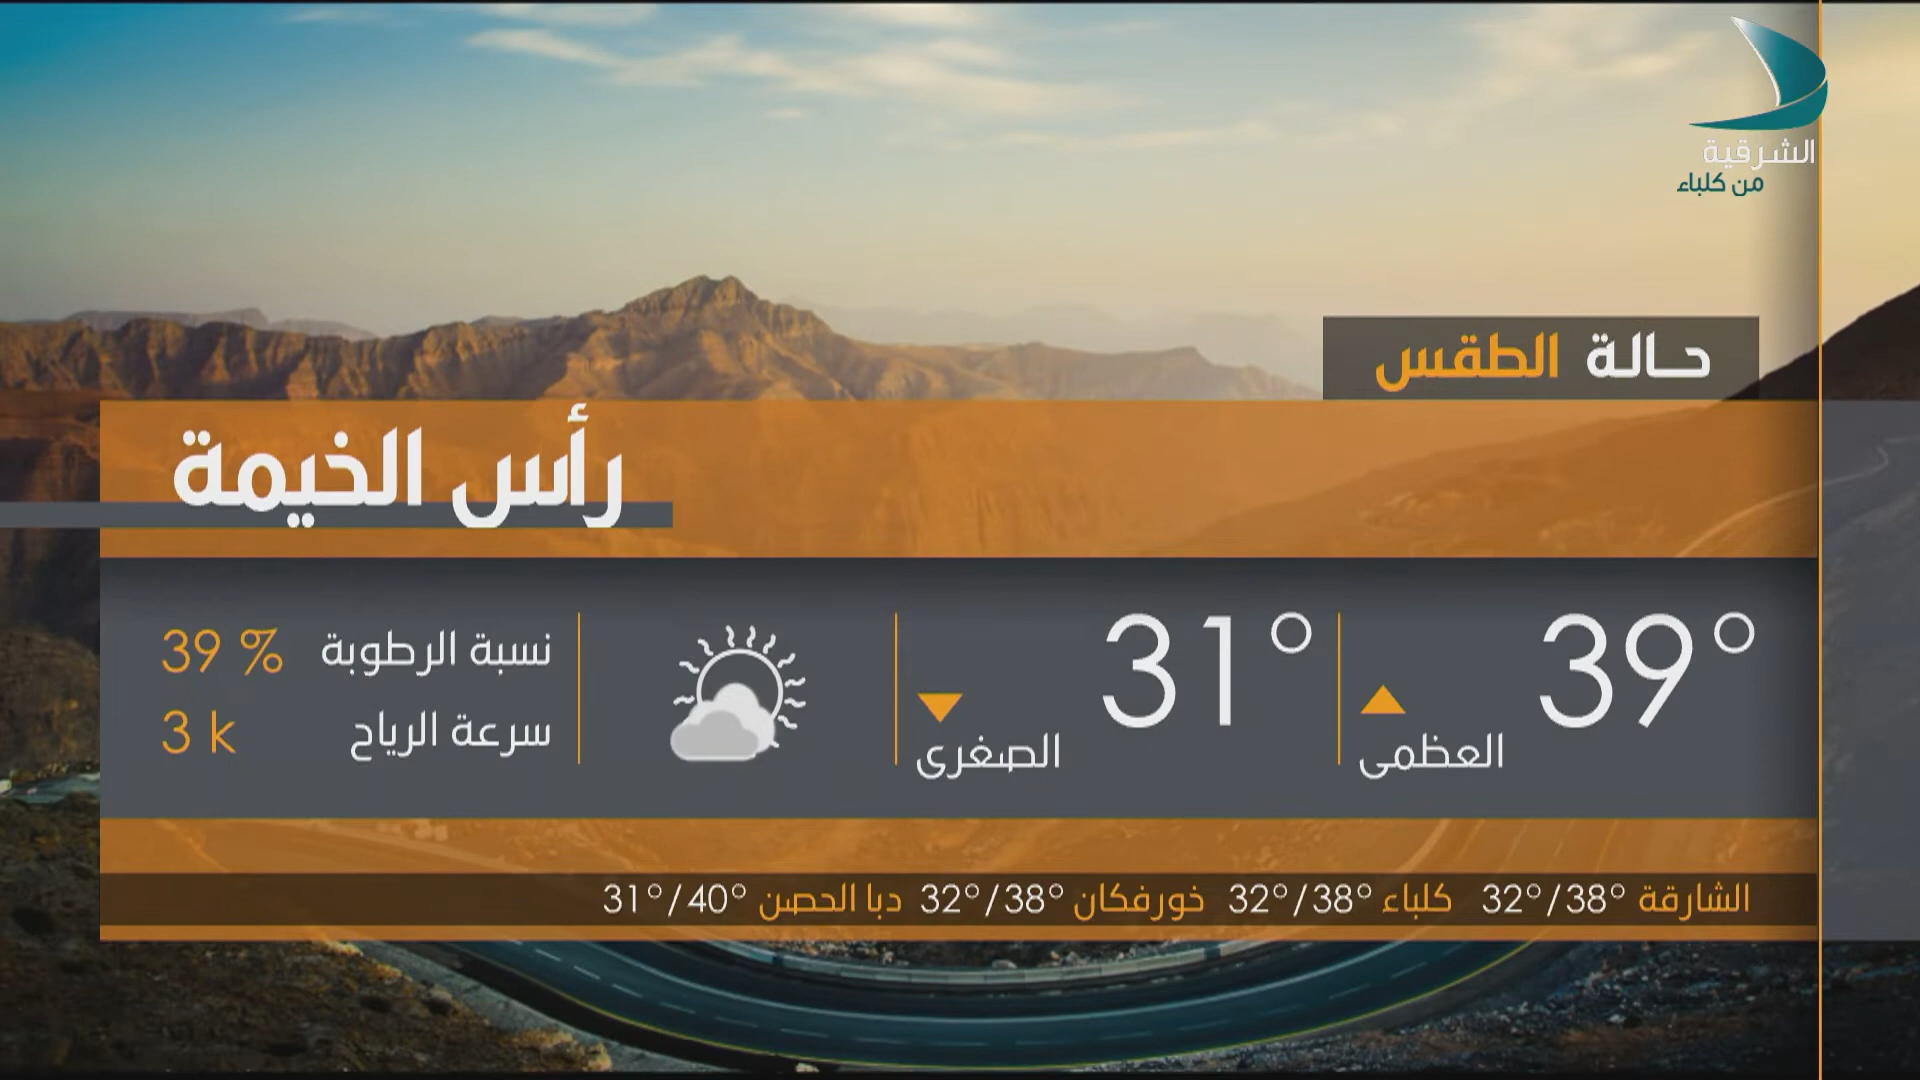 الشرقية
من كلباء
حالة الطقس
رأس الخيمة
39°
العظمى
31°
الصغرى
نسبة الرطوبة 39 %
سرعة الرياح 3 k
الشارقة 32°/38° كلباء 32°/38° خورفكان 32°/38° دبا الحصن 31°/40°